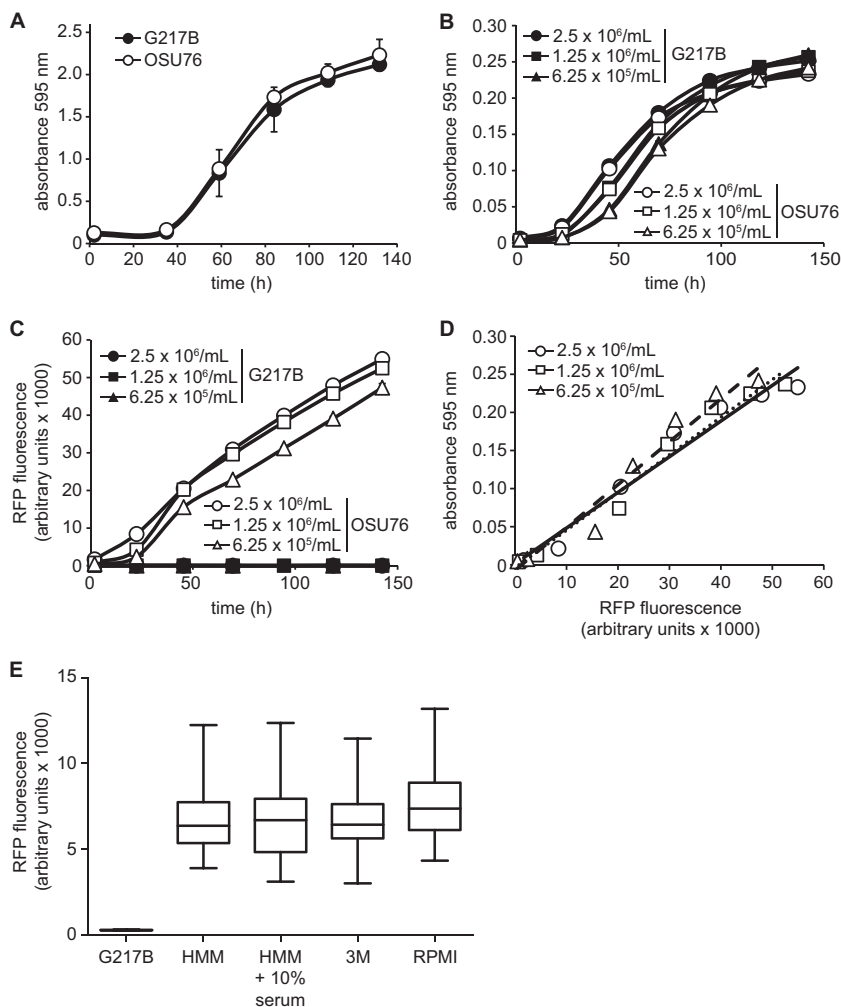 A
G217B
OSU76
absorbance 595 nm
2.5
2.0
1.5
1.0
0.5
0
0 20 40 60 80 100 120 140
time (h)
B
2.5 x 10⁶/mL
1.25 x 10⁶/mL
6.25 x 10⁵/mL
G217B
absorbance 595 nm
0.30
0.25
0.20
0.15
0.10
0.05
0
2.5 x 10⁶/mL
1.25 x 10⁶/mL
6.25 x 10⁵/mL
OSU76
0 50 100 150
time (h)
C
2.5 x 10⁶/mL
1.25 x 10⁶/mL
6.25 x 10⁵/mL
G217B
RFP fluorescence
(arbitrary units x 1000)
60
50
40
30
20
10
0
2.5 x 10⁶/mL
1.25 x 10⁶/mL
6.25 x 10⁵/mL
OSU76
0 50 100 150
time (h)
D
2.5 x 10⁶/mL
1.25 x 10⁶/mL
6.25 x 10⁵/mL
absorbance 595 nm
0.30
0.25
0.20
0.15
0.10
0.05
0
0 10 20 30 40 50 60
RFP fluorescence
(arbitrary units x 1000)
E
RFP fluorescence
(arbitrary units x 1000)
15
10
5
0
G217B
HMM
HMM
+ 10%
serum
3M
RPMI